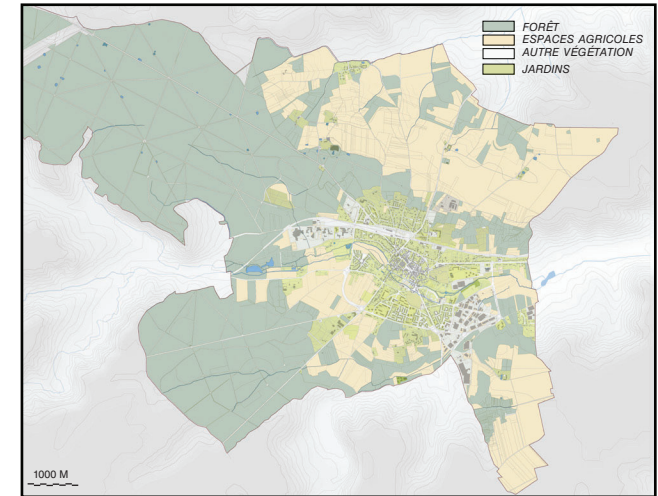 FORÊT
ESPACES AGRICOLES
AUTRE VÉGÉTATION
JARDINS
1000 M